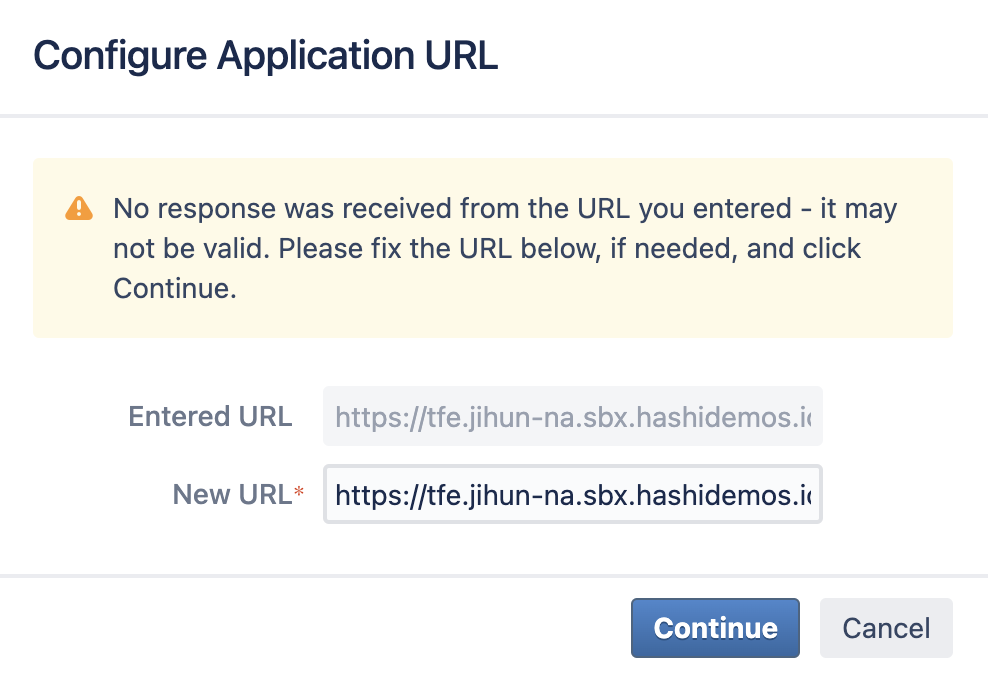 Configure Application URL
No response was received from the URL you entered - it may
not be valid. Please fix the URL below, if needed, and click
Continue.
Entered URL https://tfe.jihun-na.sbx.hashidemos.io
New URL* https://tfe.jihun-na.sbx.hashidemos.io
Continue Cancel